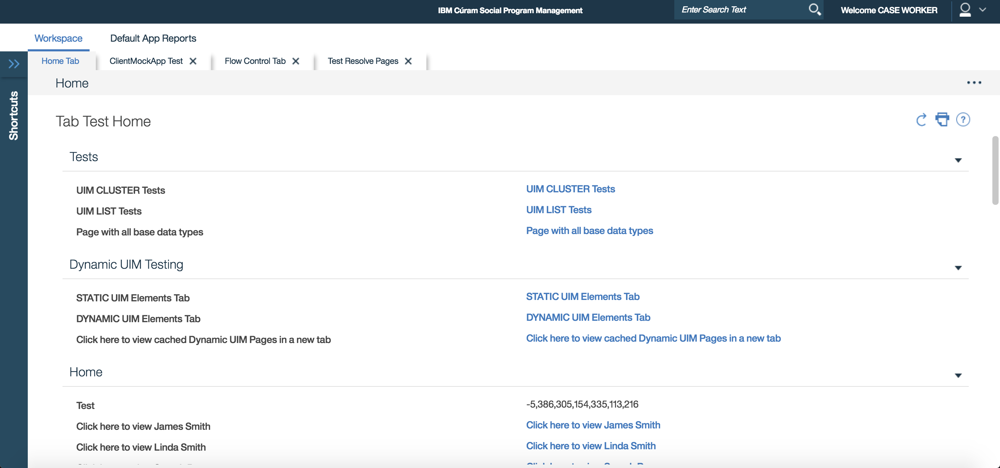 IBM Cúram Social Program Management
Enter Search Text
Welcome CASE WORKER
Workspace
Default App Reports
Home Tab
ClientMockApp Test
Flow Control Tab
Test Resolve Pages
Shortcuts
Home
Tab Test Home
?
Tests
UIM CLUSTER Tests
UIM CLUSTER Tests
UIM LIST Tests
UIM LIST Tests
Page with all base data types
Page with all base data types
Dynamic UIM Testing
STATIC UIM Elements Tab
STATIC UIM Elements Tab
DYNAMIC UIM Elements Tab
DYNAMIC UIM Elements Tab
Click here to view cached Dynamic UIM Pages in a new tab
Click here to view cached Dynamic UIM Pages in a new tab
Home
Test
-5,386,305,154,335,113,216
Click here to view James Smith
Click here to view James Smith
Click here to view Linda Smith
Click here to view Linda Smith